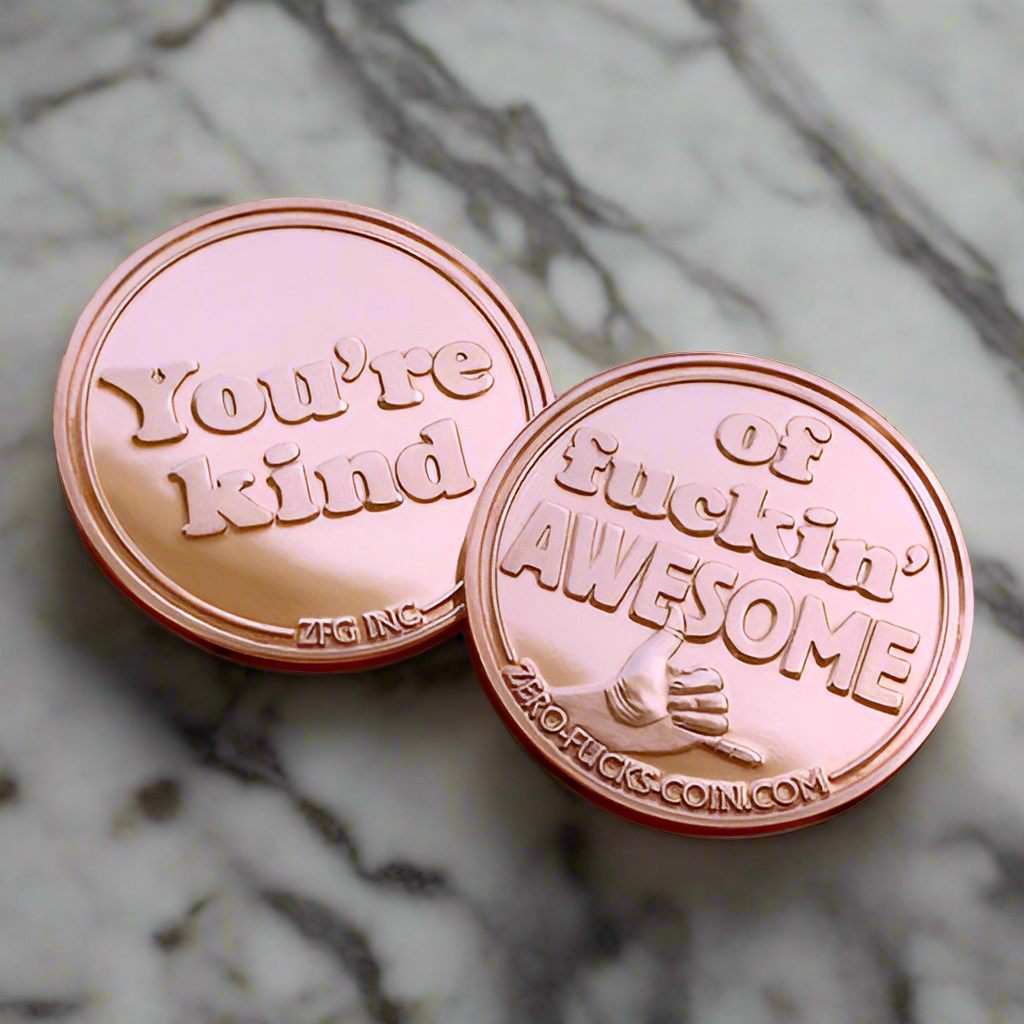 You're
kind
ZFG INC.
of
fuckin'
AWESOME
ZERO-FUCKS-COIN.COM